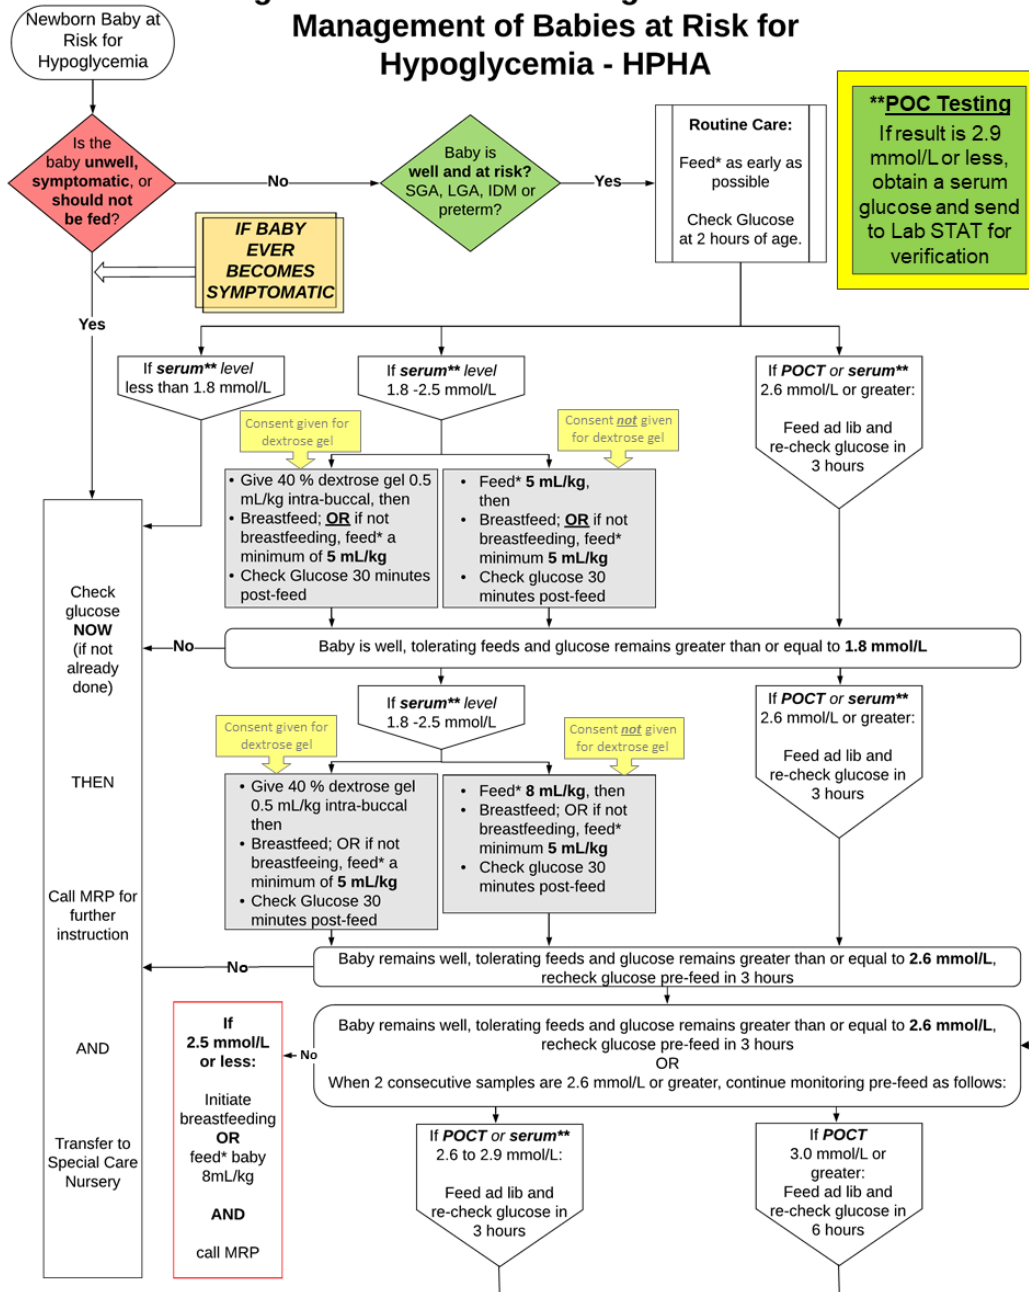 Management of Babies at Risk for
Hypoglycemia - HPHA
Newborn Baby at
Risk for
Hypoglycemia
Is the
baby unwell,
symptomatic, or
should not
be fed?
No
Baby is
well and at risk?
SGA, LGA, IDM or
preterm?
Yes
Routine Care:
Feed* as early as
possible
Check Glucose
at 2 hours of age.
**POC Testing
If result is 2.9
mmol/L or less,
obtain a serum
glucose and send
to Lab STAT for
verification
IF BABY
EVER
BECOMES
SYMPTOMATIC
Yes
If serum** level
less than 1.8 mmol/L
If serum** level
1.8 -2.5 mmol/L
If POCT or serum**
2.6 mmol/L or greater:
Feed ad lib and
re-check glucose in
3 hours
Consent given for
dextrose gel
Consent not given
for dextrose gel
• Give 40 % dextrose gel 0.5
mL/kg intra-buccal, then
• Breastfeed; OR if not
breastfeeding, feed* a
minimum of 5 mL/kg
• Check Glucose 30 minutes
post-feed
• Feed* 5 mL/kg,
then
• Breastfeed; OR if not
breastfeeding, feed*
minimum 5 mL/kg
• Check glucose 30
minutes post-feed
Check
glucose
NOW
(if not
already
done)
THEN
Call MRP for
further
instruction
AND
Transfer to
Special Care
Nursery
No
Baby is well, tolerating feeds and glucose remains greater than or equal to 1.8 mmol/L
If serum** level
1.8 -2.5 mmol/L
If POCT or serum**
2.6 mmol/L or greater:
Feed ad lib and
re-check glucose in
3 hours
Consent given for
dextrose gel
Consent not given
for dextrose gel
• Give 40 % dextrose gel
0.5 mL/kg intra-buccal
then
• Breastfeed; OR if not
breastfeeing, feed* a
minimum of 5 mL/kg
• Check Glucose 30
minutes post-feed
• Feed* 8 mL/kg, then
• Breastfeed; OR if not
breastfeeding, feed*
minimum 5 mL/kg
• Check glucose 30
minutes post-feed
No
Baby remains well, tolerating feeds and glucose remains greater than or equal to 2.6 mmol/L,
recheck glucose pre-feed in 3 hours
Baby remains well, tolerating feeds and glucose remains greater than or equal to 2.6 mmol/L,
recheck glucose pre-feed in 3 hours
OR
When 2 consecutive samples are 2.6 mmol/L or greater, continue monitoring pre-feed as follows:
No
If
2.5 mmol/L
or less:
Initiate
breastfeeding
OR
feed* baby
8mL/kg
AND
call MRP
If POCT or serum**
2.6 to 2.9 mmol/L:
Feed ad lib and
re-check glucose in
3 hours
If POCT
3.0 mmol/L or
greater:
Feed ad lib and
re-check glucose in
6 hours